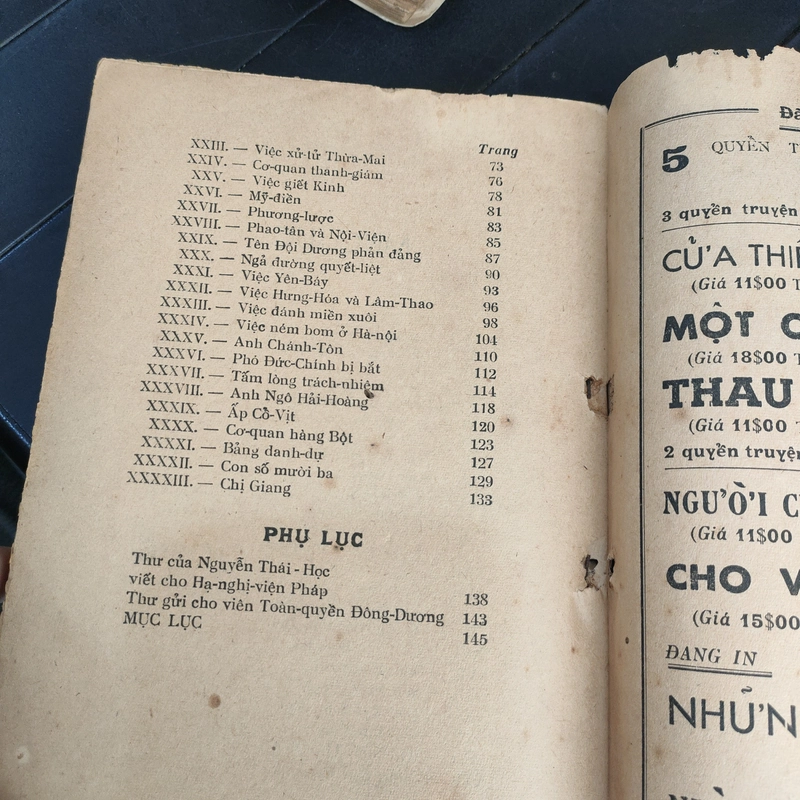 Trang
XXIII. — Việc xử-tử Thừa-Mai 73
XXIV. — Cơ-quan thanh-giám 76
XXV. — Việc giết Kinh 78
XXVI. — Mỹ-điền 81
XXVII. — Phương-lược 83
XXVIII. — Phao-tân và Nội-Viện 85
XXIX. — Tên Đội Dương phản đảng 87
XXX. — Ngả đường quyết-liệt 90
XXXI. — Việc Yên-Báy 93
XXXII. — Việc Hưng-Hóa và Lâm-Thao 96
XXXIII. — Việc đánh miền xuôi 98
XXXIV. — Việc ném bom ở Hà-nội 104
XXXV. — Anh Chánh-Tôn 110
XXXVI. — Phó Đức-Chính bị bắt 112
XXXVII. — Tấm lòng trách-nhiệm 114
XXXVIII. — Anh Ngô Hải-Hoàng 118
XXXIX. — Ấp Cỗ-Vịt 120
XXXX. — Cơ-quan hàng Bột 123
XXXXI. — Bảng danh-dự 127
XXXXII. — Con số mười ba 129
XXXXIII. — Chị Giang 133
PHỤ LỤC
Thư của Nguyễn Thái-Học
viết cho Hạ-nghị-viện Pháp 138
Thư gửi cho viên Toàn-quyền Đông-Dương 143
MỤC LỤC 145
5 QUYỀN
3 quyển truyện
CỬA
(Giá 11$00
MỘT
(Giá 18$00
THAU
(Giá 11$00
2 quyển truyện
NGƯỜI
(Giá 11$00
CHO
(Giá 15$00
ĐANG IN